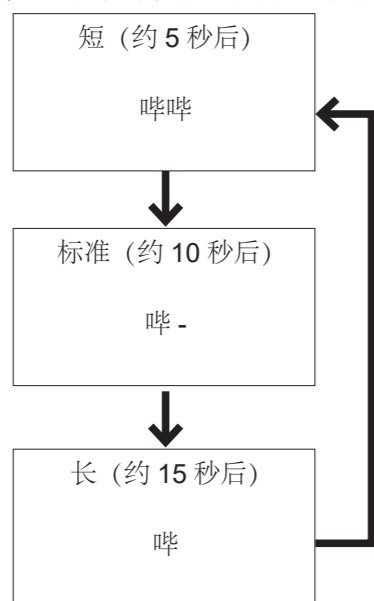 短（约 5 秒后）
哔哔
标准（约 10 秒后）
哔 -
长（约 15 秒后）
哔